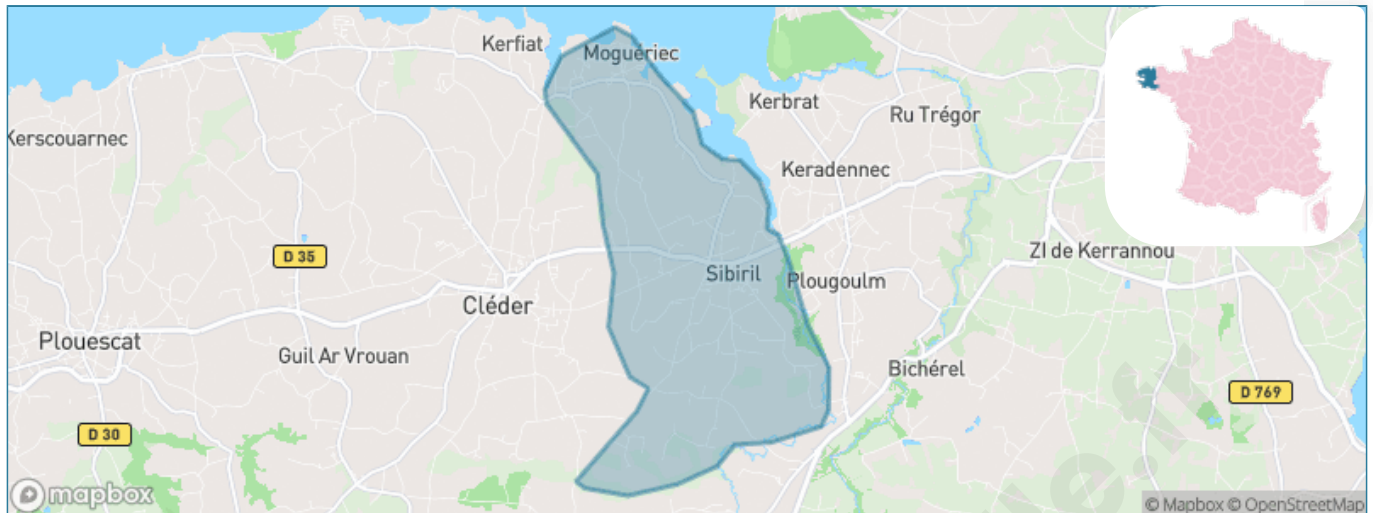 Kerfiat
Moguériec
Kerbrat
Ru Trégor
Kerscouarnec
Keradennec
D 35
Sibiril
Plougoulm
ZI de Kerrannou
Cléder
Plouescat
Guil Ar Vrouan
Bichérel
D 769
D 30
mapbox
© Mapbox © OpenStreetMap